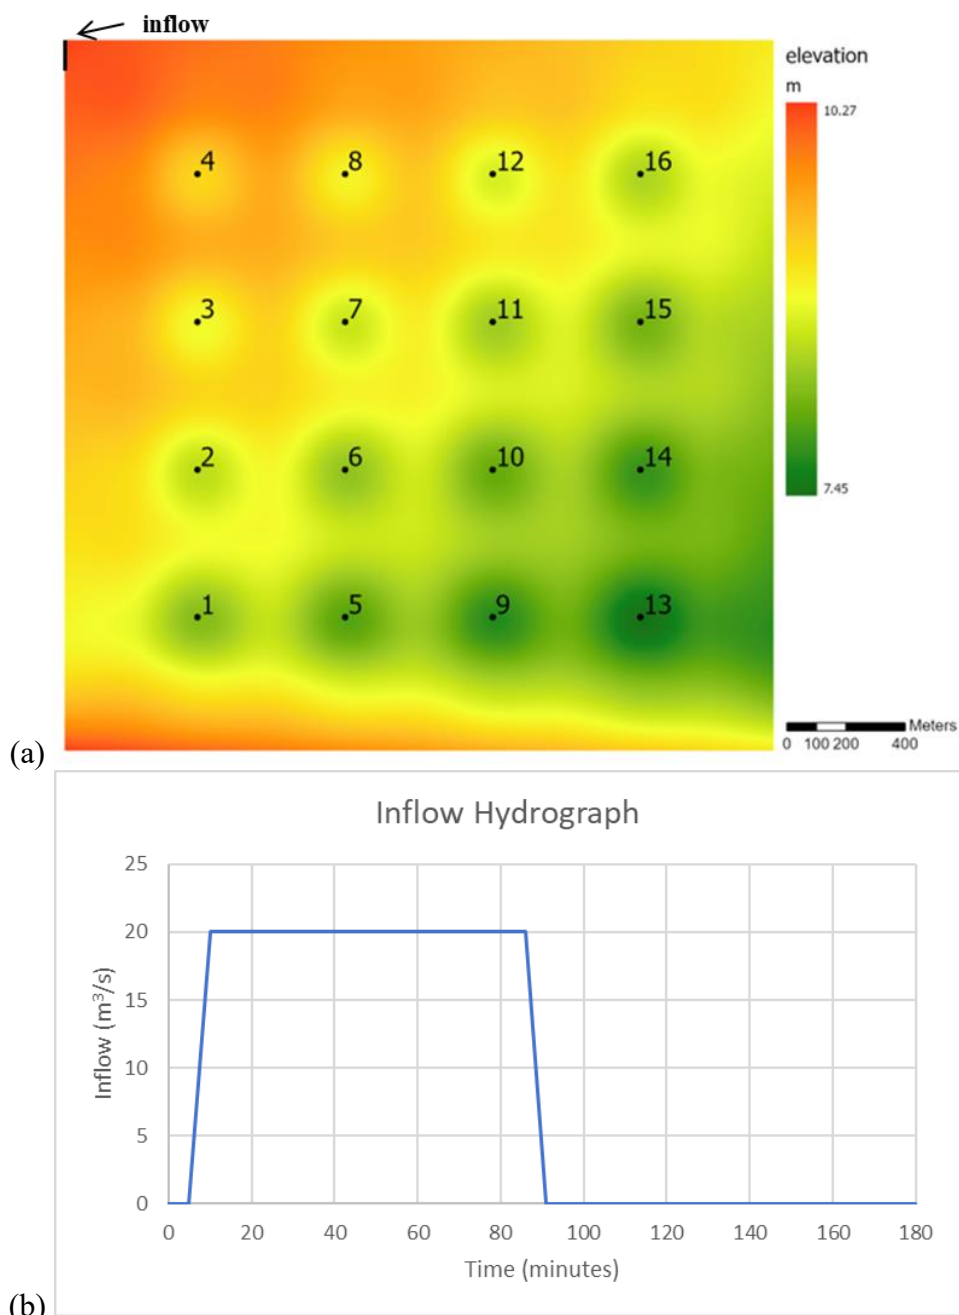 inflow
elevation
m
10.27
4 8 12 16
3 7 11 15
2 6 10 14
7.45
1 5 9 13
Meters
0 100 200 400
(a)
Inflow Hydrograph
25
20
15
10
5
0
Inflow (m³/s)
0 20 40 60 80 100 120 140 160 180
Time (minutes)
(b)